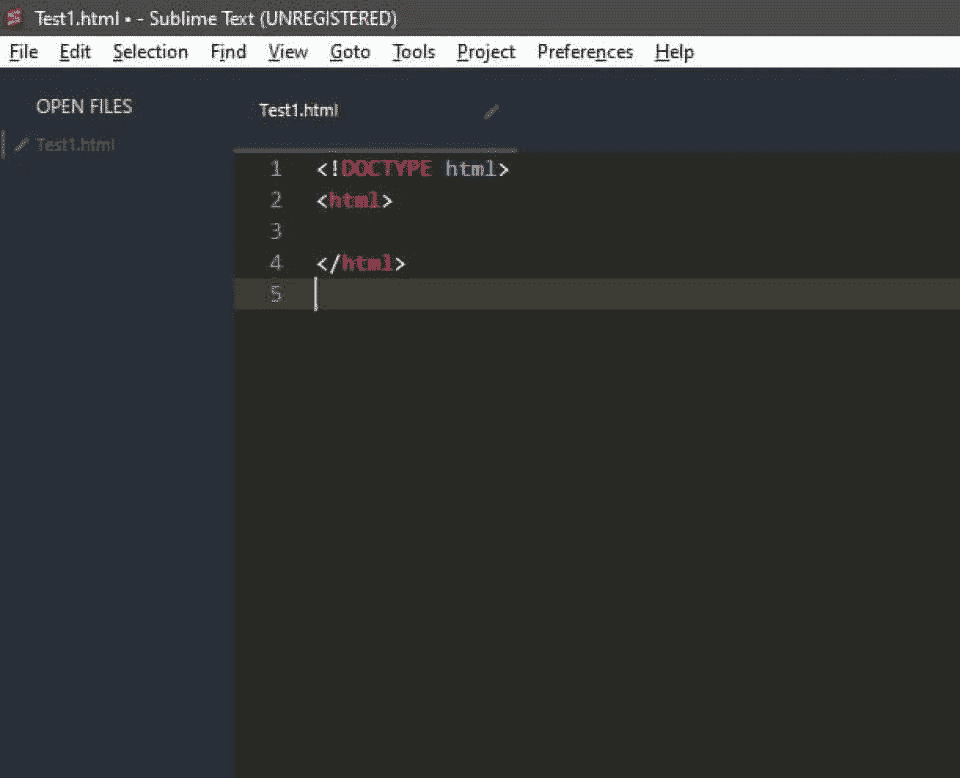 Test1.html • - Sublime Text (UNREGISTERED)
File Edit Selection Find View Goto Tools Project Preferences Help
OPEN FILES
Test1.html
Test1.html
1 <!DOCTYPE html>
2 <html>
3
4 </html>
5